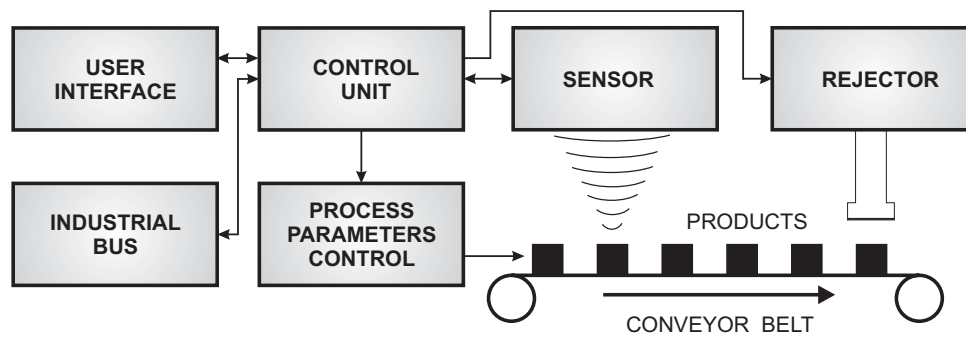 USER
INTERFACE
CONTROL
UNIT
SENSOR
REJECTOR
INDUSTRIAL
BUS
PROCESS
PARAMETERS
CONTROL
PRODUCTS
CONVEYOR BELT